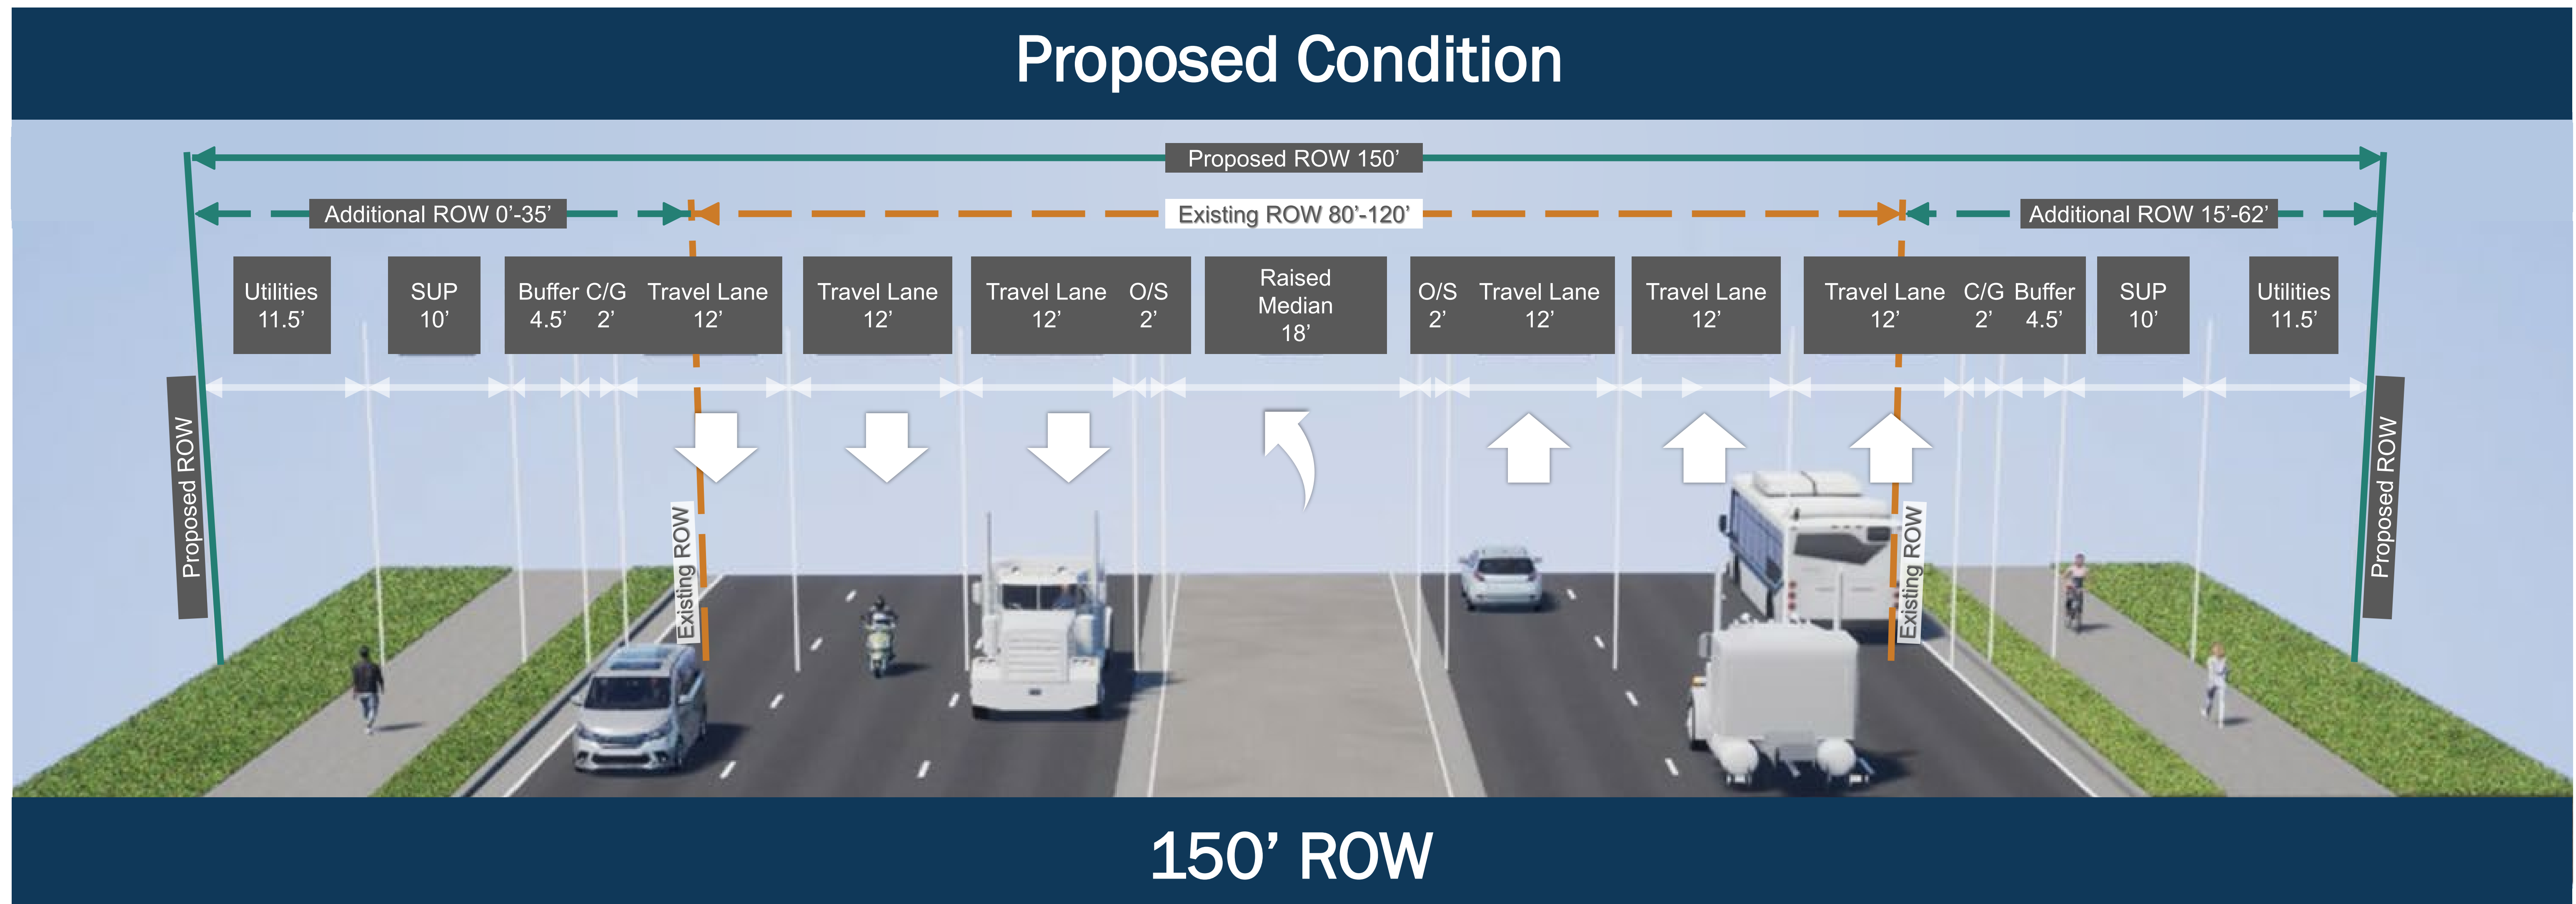 Proposed Condition
Proposed ROW 150’
Additional ROW 0’-35’
Existing ROW 80’-120’
Additional ROW 15’-62’
Utilities
11.5’
SUP
10’
Buffer C/G Travel Lane
4.5’ 2’ 12’
Travel Lane
12’
Travel Lane O/S
12’ 2’
Raised
Median
18’
O/S Travel Lane
2’ 12’
Travel Lane
12’
Travel Lane C/G Buffer
12’ 2’ 4.5’
SUP
10’
Utilities
11.5’
Proposed ROW
Existing ROW
Existing ROW
Proposed ROW
150’ ROW